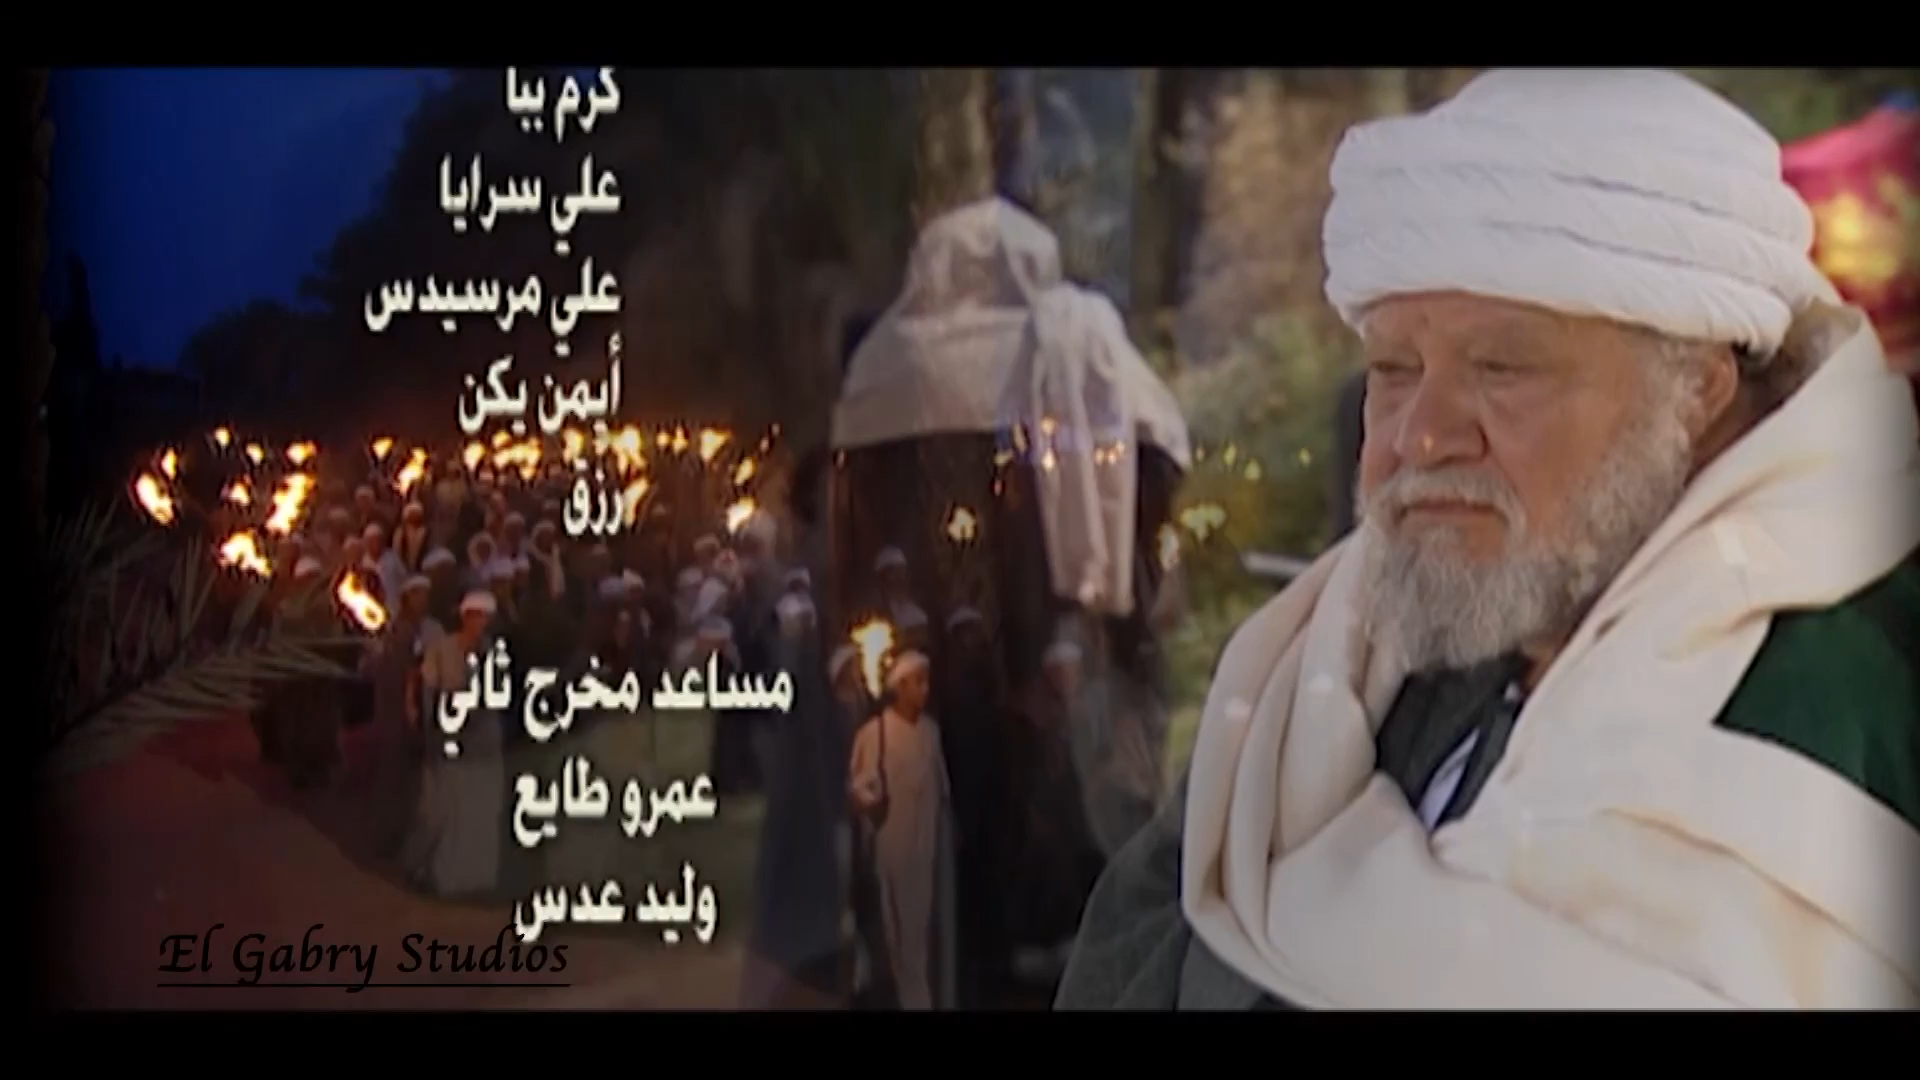 كرم بيا
علي سرايا
علي مرسيدس
أيمن يكن
رزق
مساعد مخرج ثاني
عمرو طايع
وليد عدس
El Gabry Studios